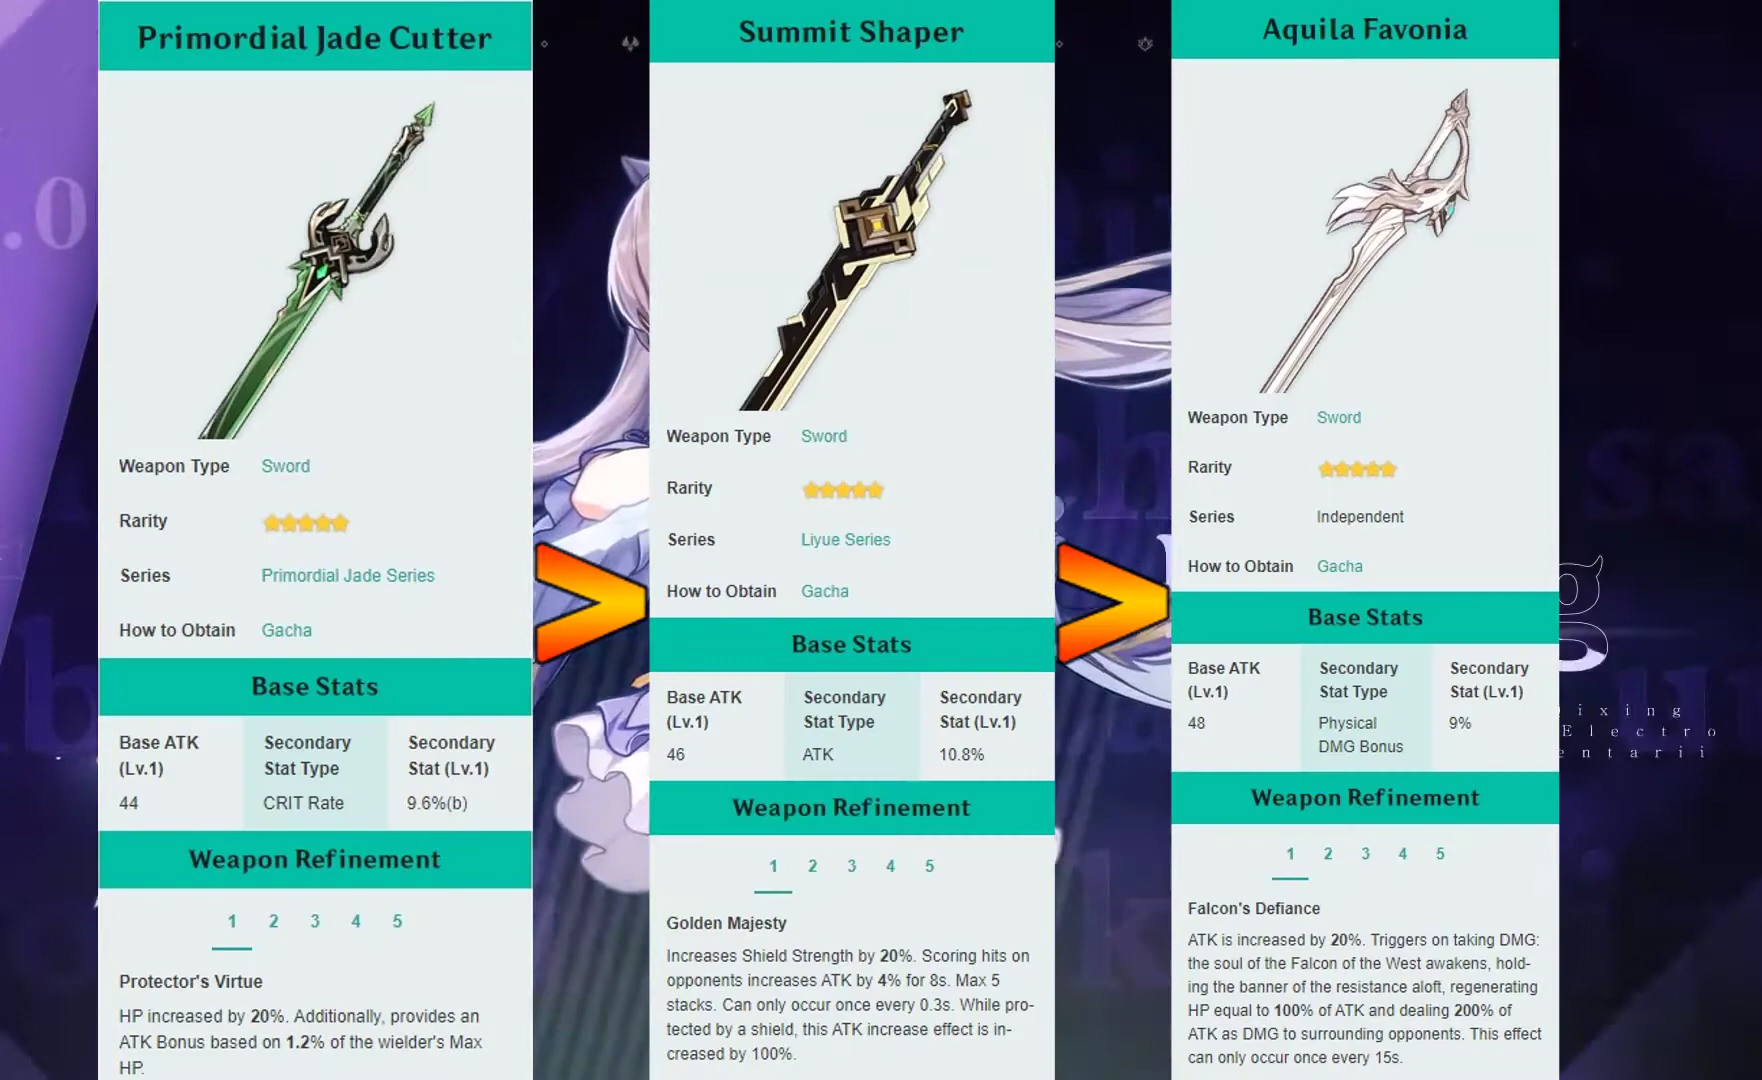 Primordial Jade Cutter
Weapon Type Sword
Rarity
Series Primordial Jade Series
How to Obtain Gacha
Base Stats
Base ATK (Lv.1)
Secondary Stat Type
Secondary Stat (Lv.1)
44 CRIT Rate 9.6%(b)
Weapon Refinement
1 2 3 4 5
Protector's Virtue
HP increased by 20%. Additionally, provides an
ATK Bonus based on 1.2% of the wielder's Max
HP.
Summit Shaper
Weapon Type Sword
Rarity
Series Liyue Series
How to Obtain Gacha
Base Stats
Base ATK (Lv.1)
Secondary Stat Type
Secondary Stat (Lv.1)
46 ATK 10.8%
Weapon Refinement
1 2 3 4 5
Golden Majesty
Increases Shield Strength by 20%. Scoring hits on
opponents increases ATK by 4% for 8s. Max 5
stacks. Can only occur once every 0.3s. While pro-
tected by a shield, this ATK increase effect is in-
creased by 100%.
Aquila Favonia
Weapon Type Sword
Rarity
Series Independent
How to Obtain Gacha
Base Stats
Base ATK (Lv.1)
Secondary Stat Type
Secondary Stat (Lv.1)
48 Physical DMG Bonus 9%
Weapon Refinement
1 2 3 4 5
Falcon's Defiance
ATK is increased by 20%. Triggers on taking DMG:
the soul of the Falcon of the West awakens, hold-
ing the banner of the resistance aloft, regenerating
HP equal to 100% of ATK and dealing 200% of
ATK as DMG to surrounding opponents. This effect
can only occur once every 15s.
.0
g
ixing
Electro
entarii